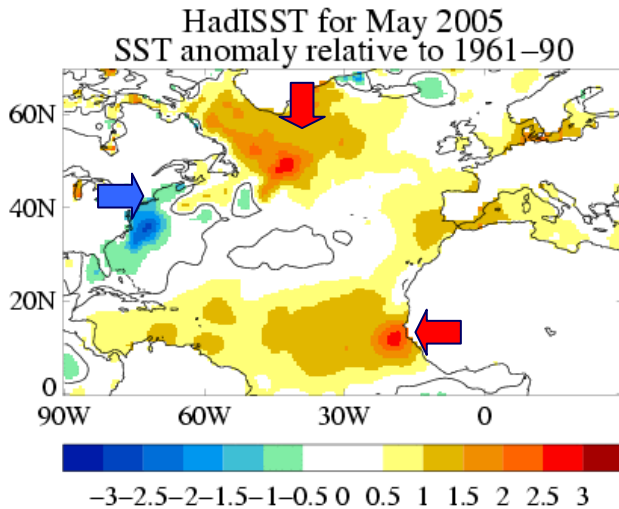 HadISST for May 2005
SST anomaly relative to 1961–90
60N
40N
20N
0
90W 60W 30W 0
−3−2.5−2−1.5−1−0.5 0 0.5 1 1.5 2 2.5 3